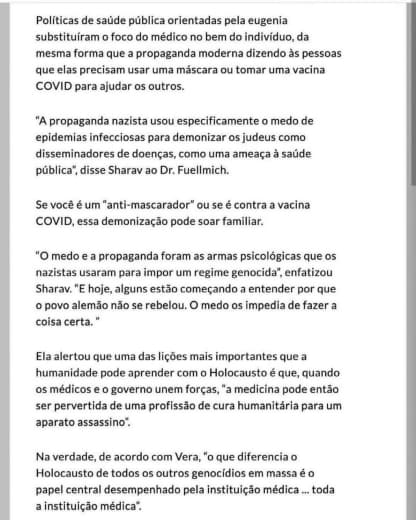 Políticas de saúde pública orientadas pela eugenia
substituíram o foco do médico no bem do indivíduo, da
mesma forma que a propaganda moderna dizendo às pessoas
que elas precisam usar uma máscara ou tomar uma vacina
COVID para ajudar os outros.
"A propaganda nazista usou especificamente o medo de
epidemias infecciosas para demonizar os judeus como
disseminadores de doenças, como uma ameaça à saúde
pública", disse Sharav ao Dr. Fuellmich.
Se você é um "anti-mascarador" ou se é contra a vacina
COVID, essa demonização pode soar familiar.
"O medo e a propaganda foram as armas psicológicas que os
nazistas usaram para impor um regime genocida", enfatizou
Sharav. "E hoje, alguns estão começando a entender por que
o povo alemão não se rebelou. O medo os impedia de fazer a
coisa certa. "
Ela alertou que uma das lições mais importantes que a
humanidade pode aprender com o Holocausto é que, quando
os médicos e o governo unem forças, "a medicina pode então
ser pervertida de uma profissão de cura humanitária para um
aparato assassino".
Na verdade, de acordo com Vera, "o que diferencia o
Holocausto de todos os outros genocídios em massa é o
papel central desempenhado pela instituição médica ... toda
a instituição médica".